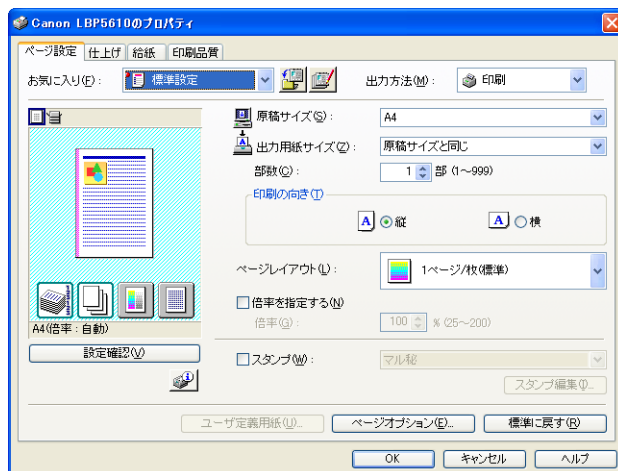 Canon LBP5610のプロパティ
ページ設定 仕上げ 給紙 印刷品質
お気に入り(F): 標準設定 出力方法(M): 印刷
原稿サイズ(S): A4
出力用紙サイズ(Z): 原稿サイズと同じ
部数(C): 1 部 (1～999)
印刷の向き(T)
A 縦 A 横
ページレイアウト(L): 1ページ/枚(標準)
倍率を指定する(N)
倍率(G): 100 % (25～200)
A4(倍率：自動)
設定確認(V)
スタンプ(W): マル秘
スタンプ編集(I)...
ユーザ定義用紙(U)... ページオプション(E)... 標準に戻す(R)
OK キャンセル ヘルプ